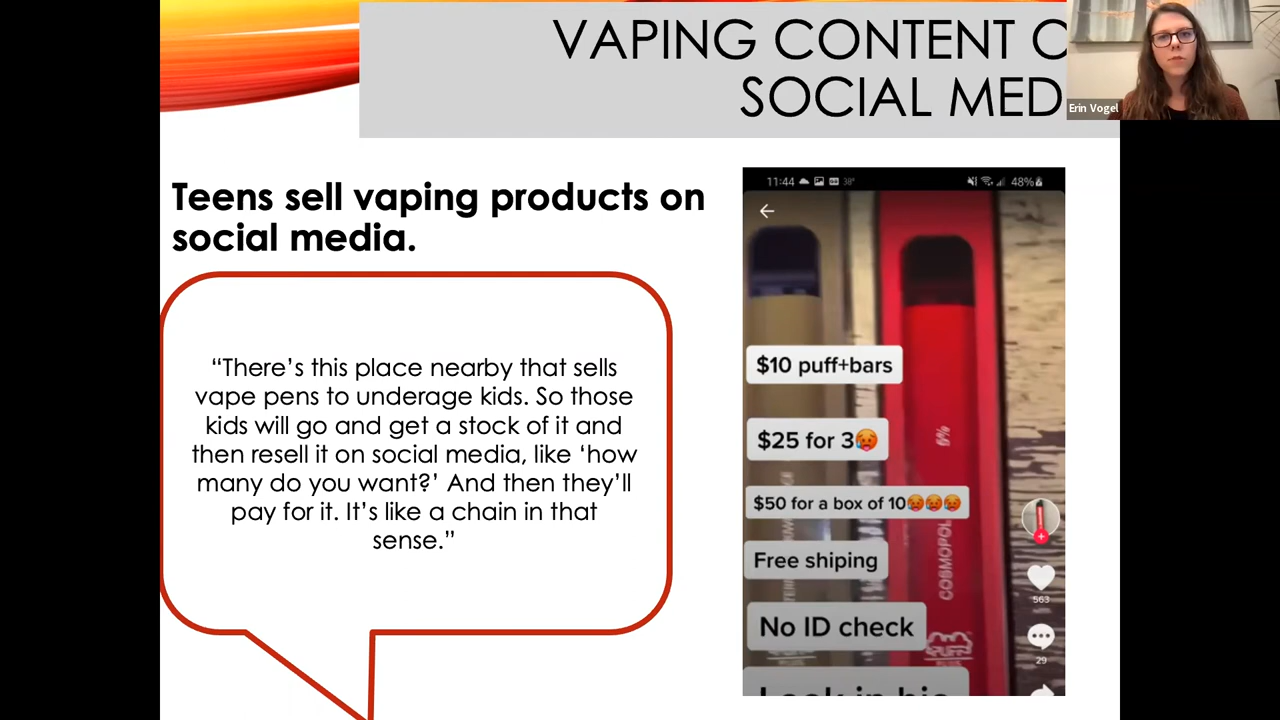 VAPING CONTENT
SOCIAL MED
Erin Vogel
Teens sell vaping products on
social media.
“There’s this place nearby that sells
vape pens to underage kids. So those
kids will go and get a stock of it and
then resell it on social media, like ‘how
many do you want?’ And then they’ll
pay for it. It’s like a chain in that
sense.”
11:44
38°
48%
$10 puff+bars
$25 for 3🥵
5%
$50 for a box of 10🥵🥵🥵
Free shiping
COSMOPOL
563
No ID check
PUFF
29